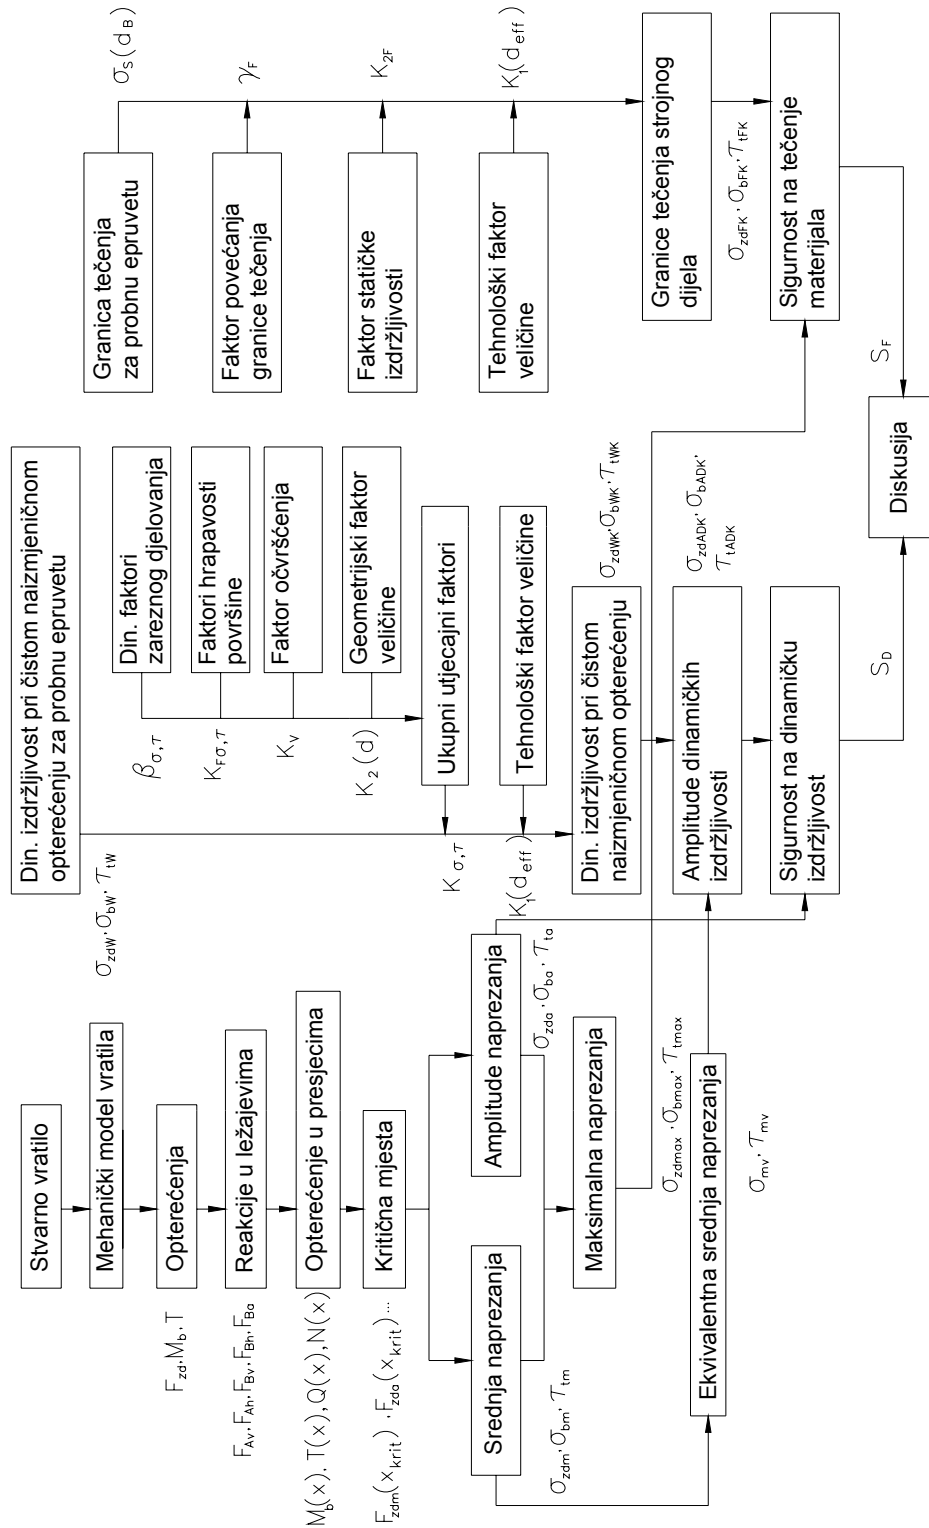 Stvarno vratilo
Mehanički model vratila
Opterećenja
F_zd, M_b, T
Reakcije u ležajevima
F_Av, F_Ah, F_Bv, F_Bh, F_Ba
Opterećenje u presjecima
M_b(x). T(x), Q(x), N(x)
Kritična mjesta
F_zdm(x_krit), F_zda(x_krit)...
Srednja naprezanja
σ_zdm, σ_bm, τ_tm
Amplitude naprezanja
σ_zda, σ_ba, τ_ta
Maksimalna naprezanja
σ_zdmax, σ_bmax, τ_tmax
Ekvivalentna srednja naprezanja
σ_mv, τ_mv
Din. izdržljivost pri čistom naizmjeničnom
opterećenju za probnu epruvetu
σ_zdW, σ_bW, τ_tW
Din. faktori
zareznog djelovanja
β_σ,τ
Faktori hrapavosti
površine
K_Fσ,τ
Faktor očvršćenja
K_V
Geometrijski faktor
veličine
K_2(d)
Ukupni utjecajni faktori
K_σ,τ
Tehnološki faktor veličine
K_1(d_eff)
Din. izdržljivost pri čistom
naizmjeničnom opterećenju
σ_zdWK, σ_bWK, τ_tWK
Amplitude dinamičkih
izdržljivosti
σ_zdADK, σ_bADK,
τ_tADK
Sigurnost na dinamičku
izdržljivost
S_D
Granica tečenja
za probnu epruvetu
σ_S(d_B)
Faktor povećanja
granice tečenja
γ_F
Faktor statičke
izdržljivosti
K_2F
Tehnološki faktor
veličine
K_1(d_eff)
Granice tečenja strojnog
dijela
σ_zdFK, σ_bFK, τ_tFK
Sigurnost na tečenje
materijala
S_F
Diskusija